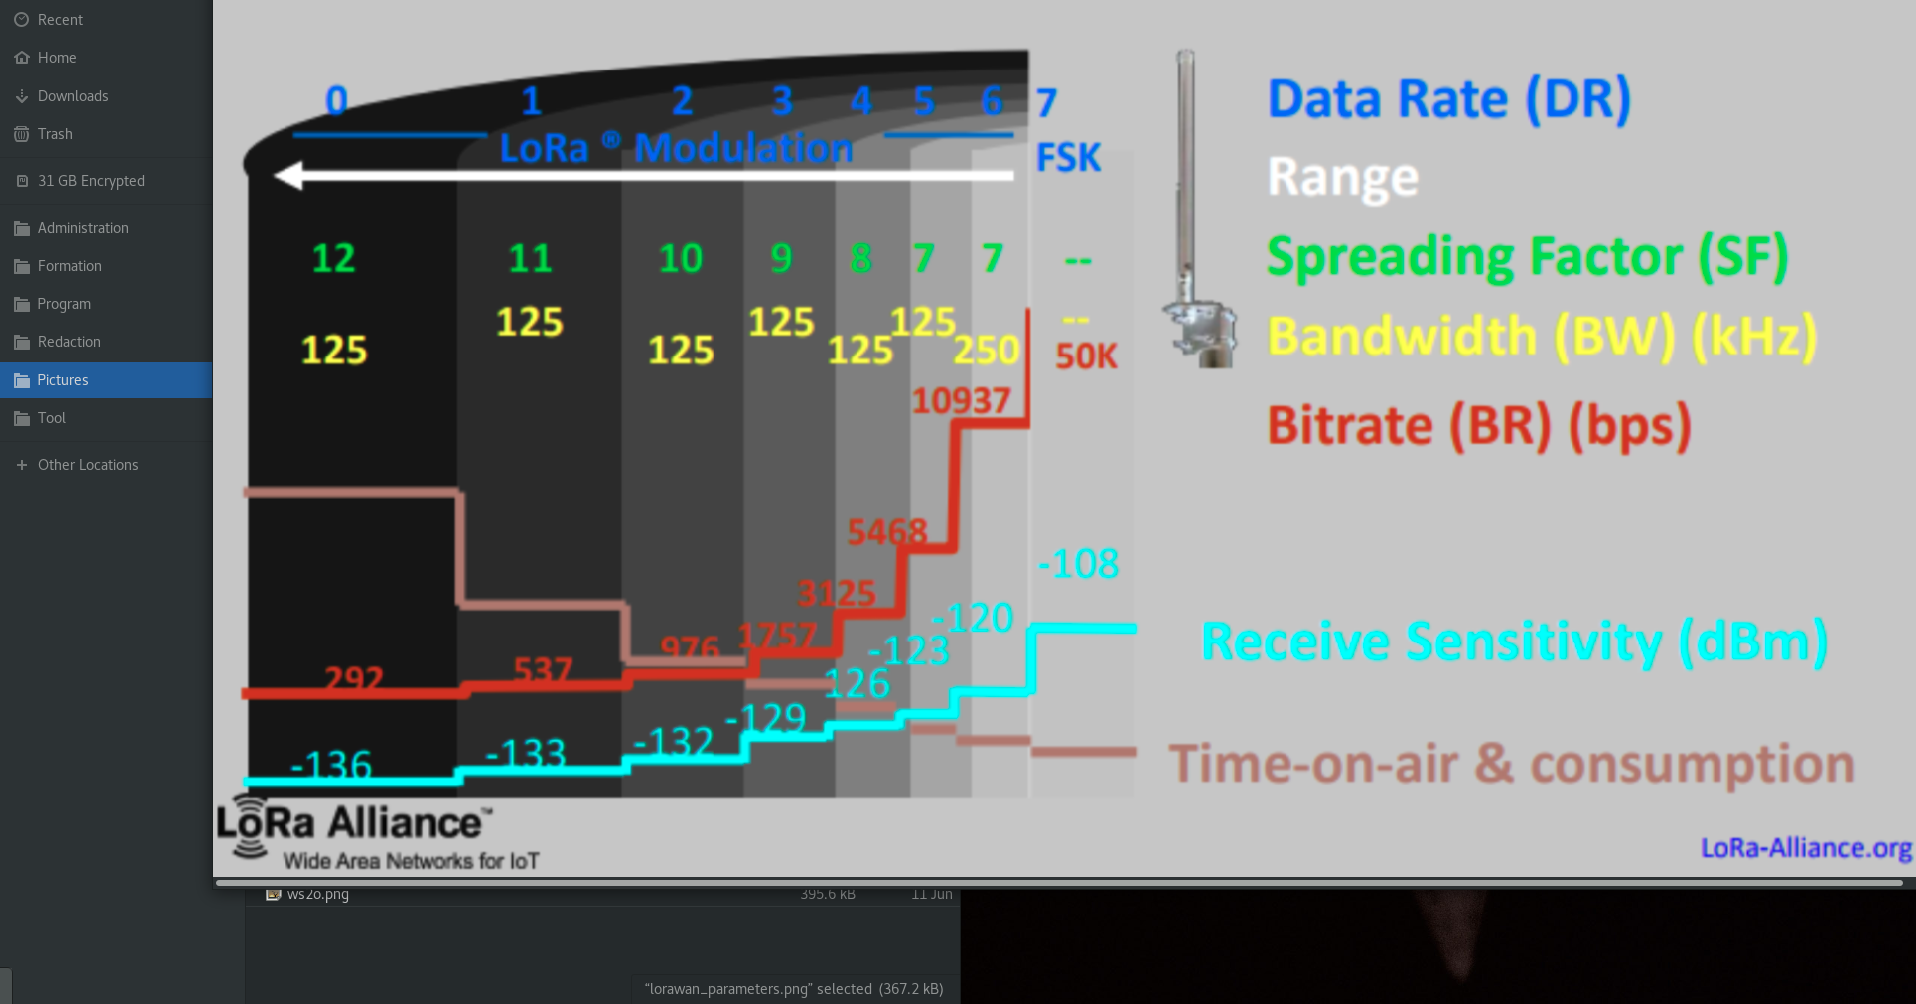 Recent
Home
Downloads
Trash
31 GB Encrypted
Administration
Formation
Program
Redaction
Pictures
Tool
+ Other Locations
0 1 2 3 4 5 6 7
LoRa ® Modulation
FSK
12 11 10 9 8 7 7 --
125 125 125 125 125 125 250 --
50K
10937
5468
3125
1757
976
537
292
-108
-120
-123
126
-129
-132
-133
-136
Data Rate (DR)
Range
Spreading Factor (SF)
Bandwidth (BW) (kHz)
Bitrate (BR) (bps)
Receive Sensitivity (dBm)
Time-on-air & consumption
LoRa Alliance™
Wide Area Networks for IoT
LoRa-Alliance.org
ws2o.png 395.6 kB 11 Jun
“lorawan_parameters.png” selected (367.2 kB)